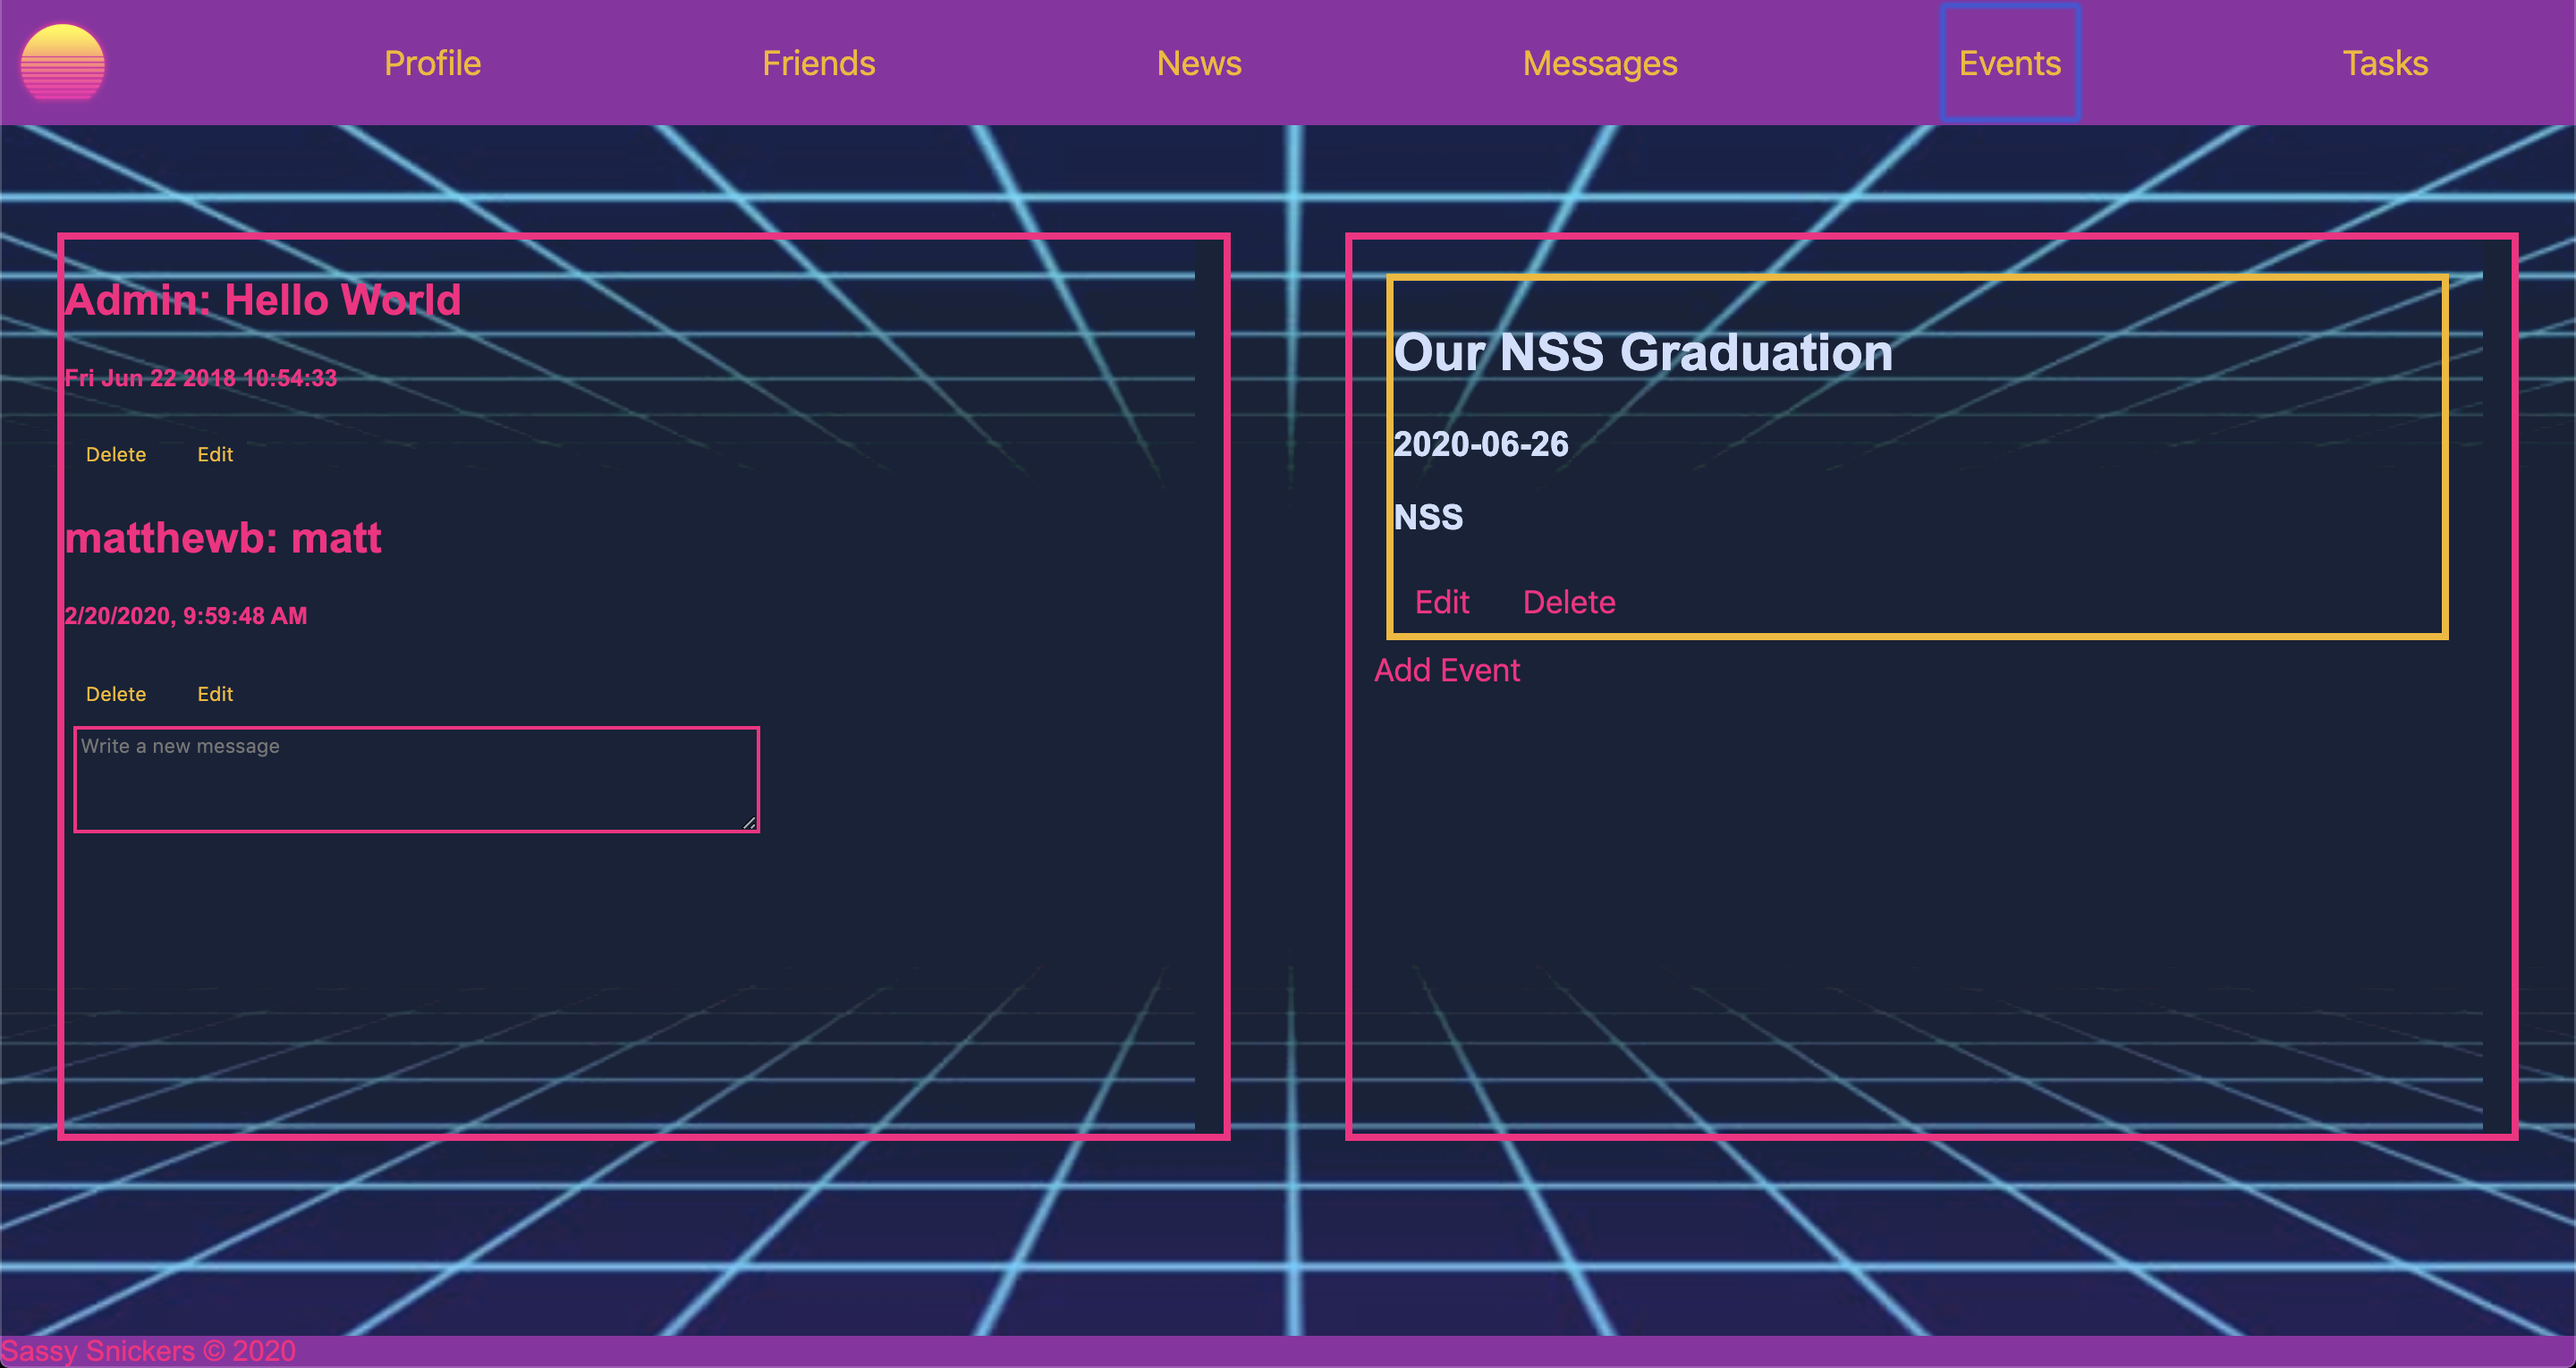 Profile Friends News Messages Events Tasks
Admin: Hello World
Fri Jun 22 2018 10:54:33
Delete Edit
matthewb: matt
2/20/2020, 9:59:48 AM
Delete Edit
Write a new message
Our NSS Graduation
2020-06-26
NSS
Edit Delete
Add Event
Sassy Snickers © 2020